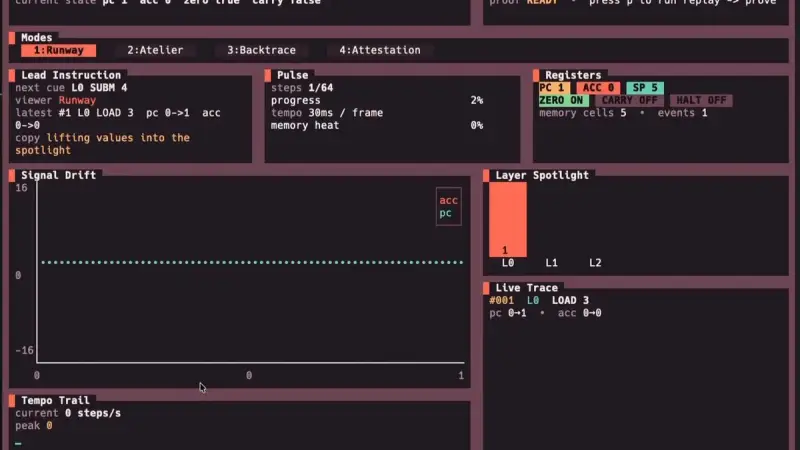 current state pc 1 acc 0 zero true carry false
proof READY • press p to run replay -> prove
Modes
1:Runway 2:Atelier 3:Backtrace 4:Attestation
Lead Instruction
next cue L0 SUBM 4
viewer Runway
latest #1 L0 LOAD 3 pc 0->1 acc
0->0
copy lifting values into the
spotlight
Pulse
steps 1/64
progress 2%
tempo 30ms / frame
memory heat 0%
Registers
PC 1 ACC 0 SP 5
ZERO ON CARRY OFF HALT OFF
memory cells 5 • events 1
Signal Drift
16
acc
pc
0
-16
0 0 1
Layer Spotlight
1
L0 L1 L2
Live Trace
#001 L0 LOAD 3
pc 0→1 • acc 0→0
Tempo Trail
current 0 steps/s
peak 0